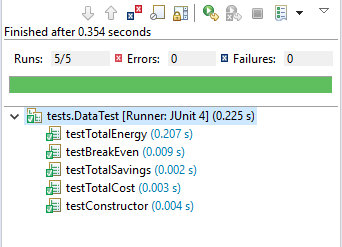 Finished after 0.354 seconds
Runs: 5/5 Errors: 0 Failures: 0
tests.DataTest [Runner: JUnit 4] (0.225 s)
testTotalEnergy (0.207 s)
testBreakEven (0.009 s)
testTotalSavings (0.002 s)
testTotalCost (0.003 s)
testConstructor (0.004 s)